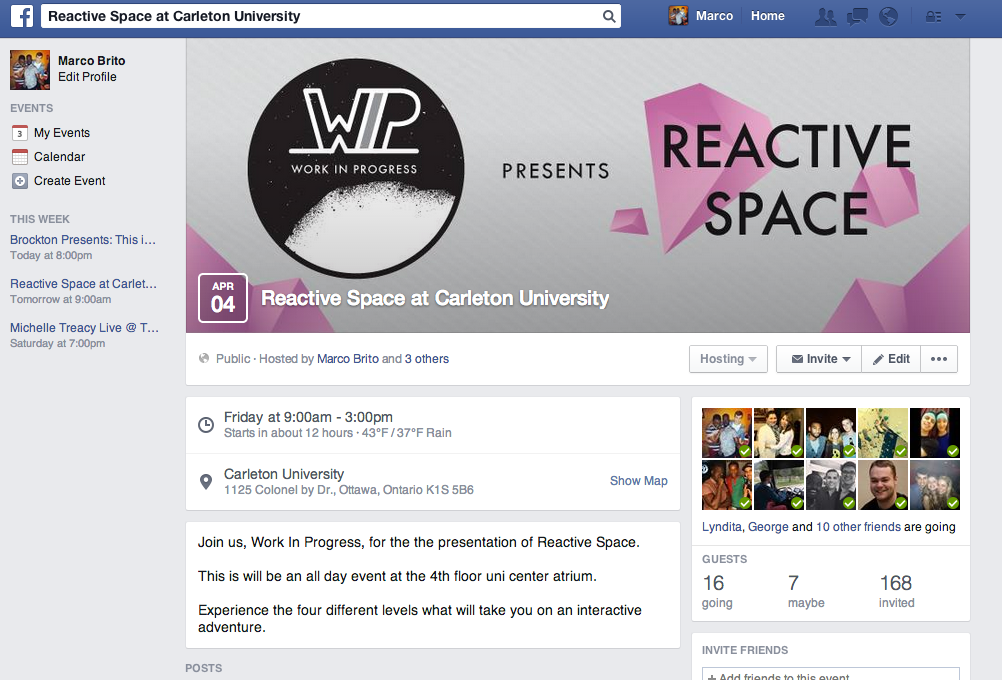 Reactive Space at Carleton University
Marco
Home
Marco Brito
Edit Profile
EVENTS
3
My Events
Calendar
Create Event
THIS WEEK
Brockton Presents: This i...
Today at 8:00pm
Reactive Space at Carlet...
Tomorrow at 9:00am
Michelle Treacy Live @ T...
Saturday at 7:00pm
WIP
WORK IN PROGRESS
PRESENTS
REACTIVE
SPACE
APR
04
Reactive Space at Carleton University
Public · Hosted by Marco Brito and 3 others
Hosting
Invite
Edit
Friday at 9:00am - 3:00pm
Starts in about 12 hours · 43°F / 37°F Rain
Carleton University
1125 Colonel by Dr., Ottawa, Ontario K1S 5B6
Show Map
Join us, Work In Progress, for the the presentation of Reactive Space.
This is will be an all day event at the 4th floor uni center atrium.
Experience the four different levels what will take you on an interactive
adventure.
POSTS
Lyndita, George and 10 other friends are going
GUESTS
16
going
7
maybe
168
invited
INVITE FRIENDS
+ Add friends to this event